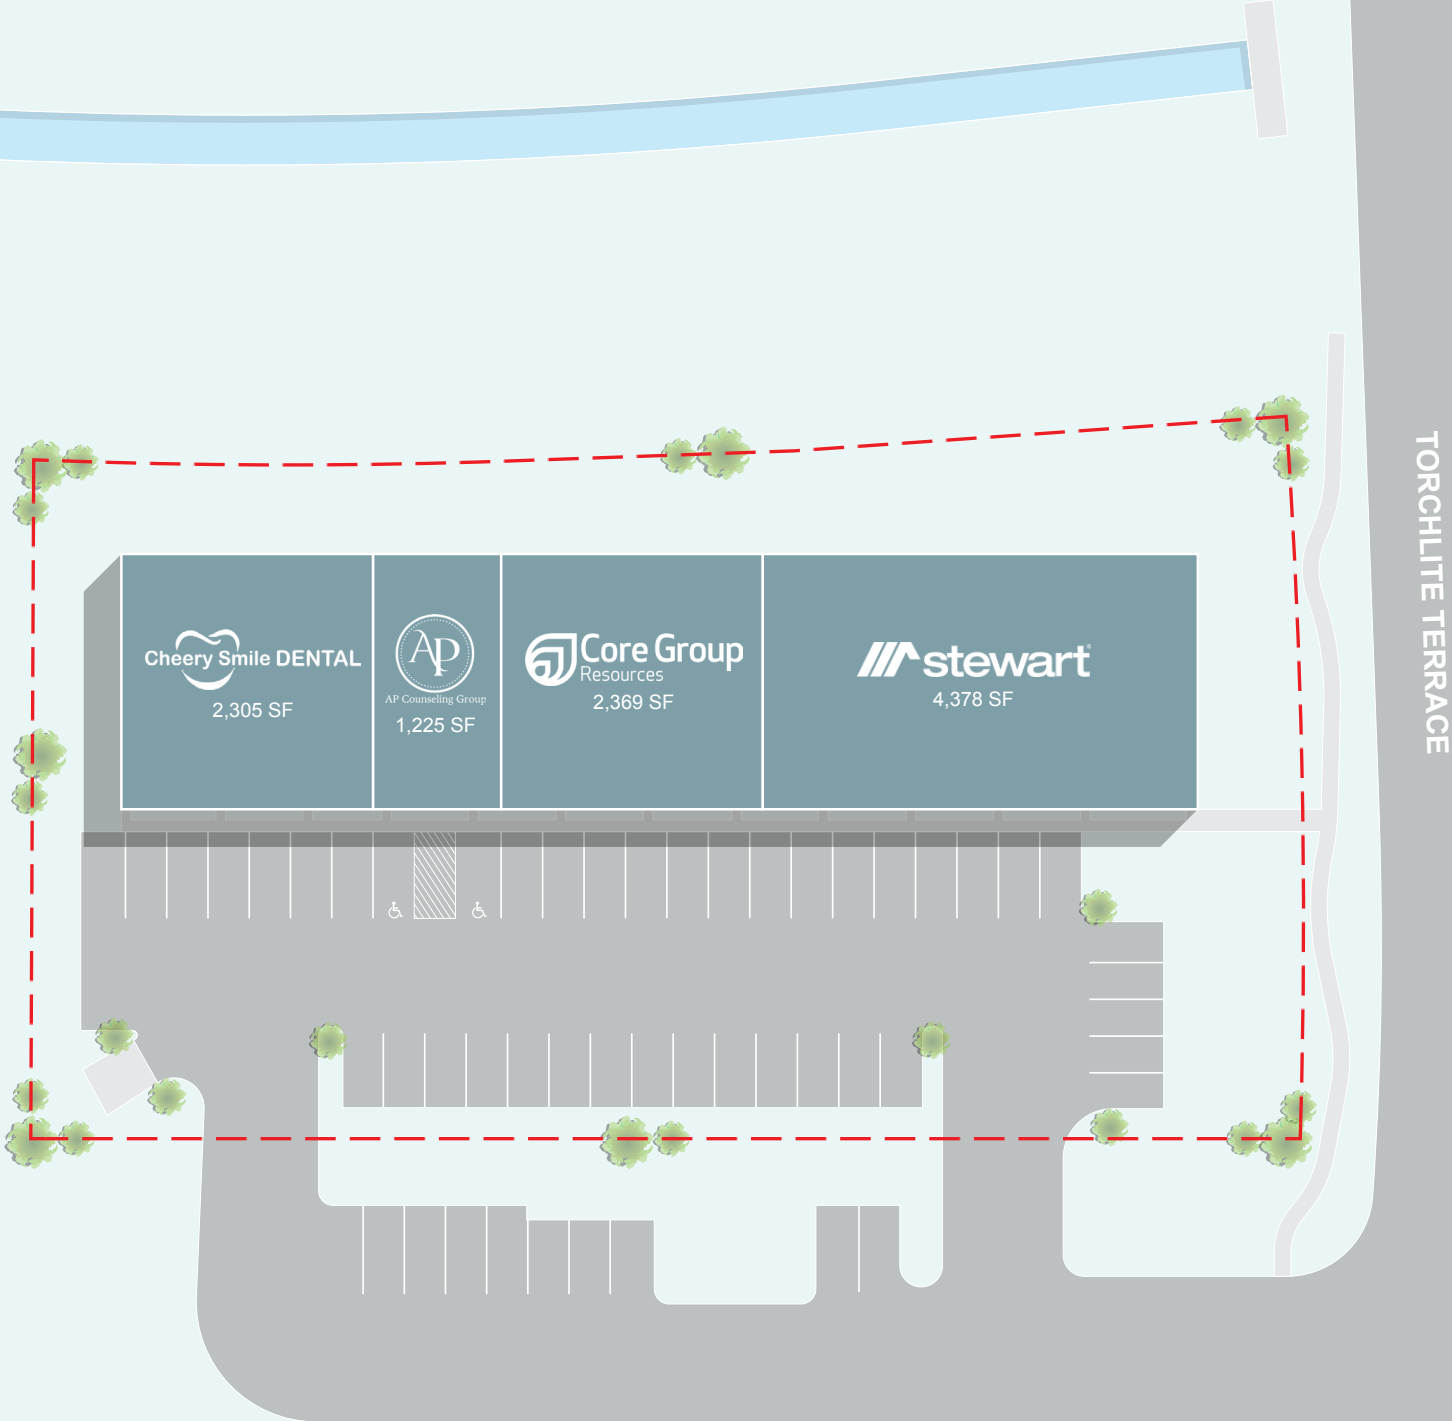 Cheery Smile DENTAL
2,305 SF
AP
AP Counseling Group
1,225 SF
Core Group
Resources
2,369 SF
stewart®
4,378 SF
TORCHLITE TERRACE